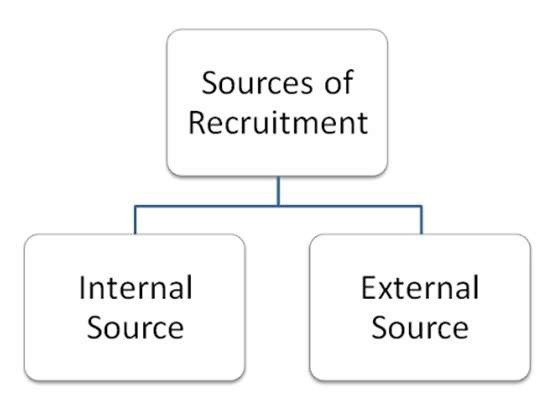 Sources of
Recruitment
Internal
Source
External
Source